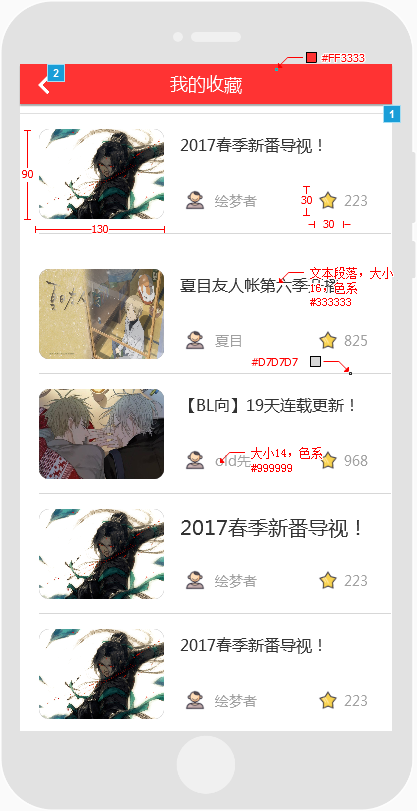 #FF3333
2
我的收藏
1
2017春季新番导视！
90
30
绘梦者
223
30
130
文本段落，大小
夏目友人帐第六季
16，色系
#333333
夏目
825
#D7D7D7
【BL向】19天连载更新！
大小14，色系
old先
968
#999999
2017春季新番导视！
绘梦者
223
2017春季新番导视！
绘梦者
223